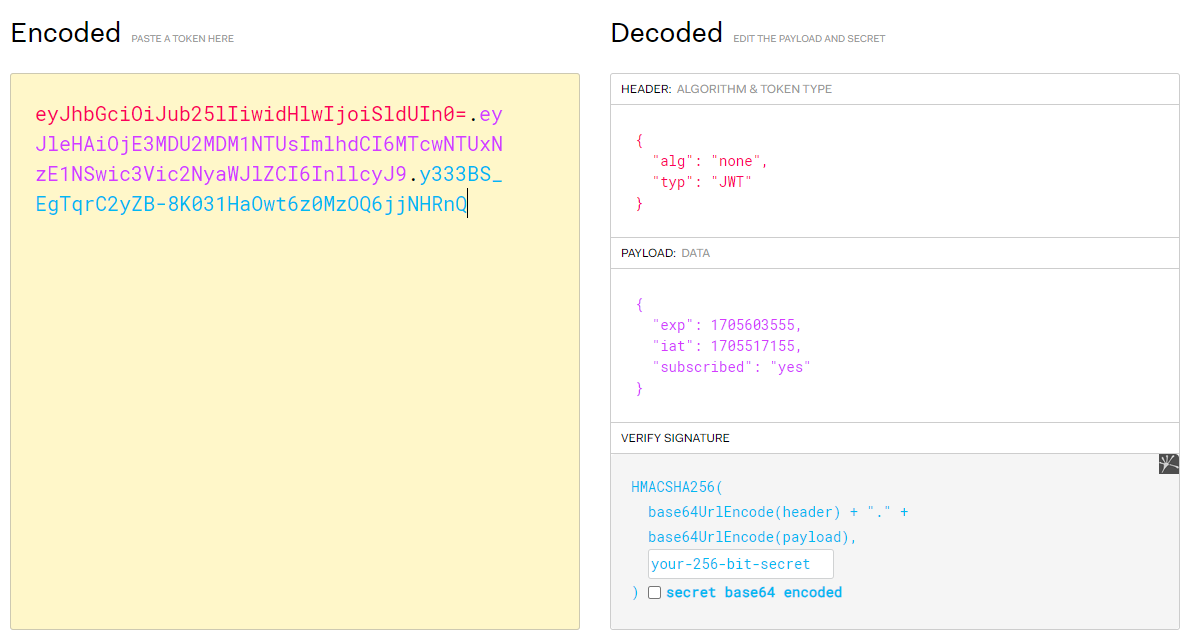 Encoded PASTE A TOKEN HERE
eyJhbGciOiJub25lIiwidHlwIjoiSldUIn0=.ey
JleHAiOjE3MDU2MDM1NTUsImlhdCI6MTcwNTUxN
zE1NSwic3Vic2NyaWJlZCI6InllcyJ9.y333BS_
EgTqrC2yZB-8K031HaOwt6z0MzOQ6jjNHRnQ
Decoded EDIT THE PAYLOAD AND SECRET
HEADER: ALGORITHM & TOKEN TYPE
{
  "alg": "none",
  "typ": "JWT"
}
PAYLOAD: DATA
{
  "exp": 1705603555,
  "iat": 1705517155,
  "subscribed": "yes"
}
VERIFY SIGNATURE
HMACSHA256(
  base64UrlEncode(header) + "." +
  base64UrlEncode(payload),
  your-256-bit-secret
) secret base64 encoded